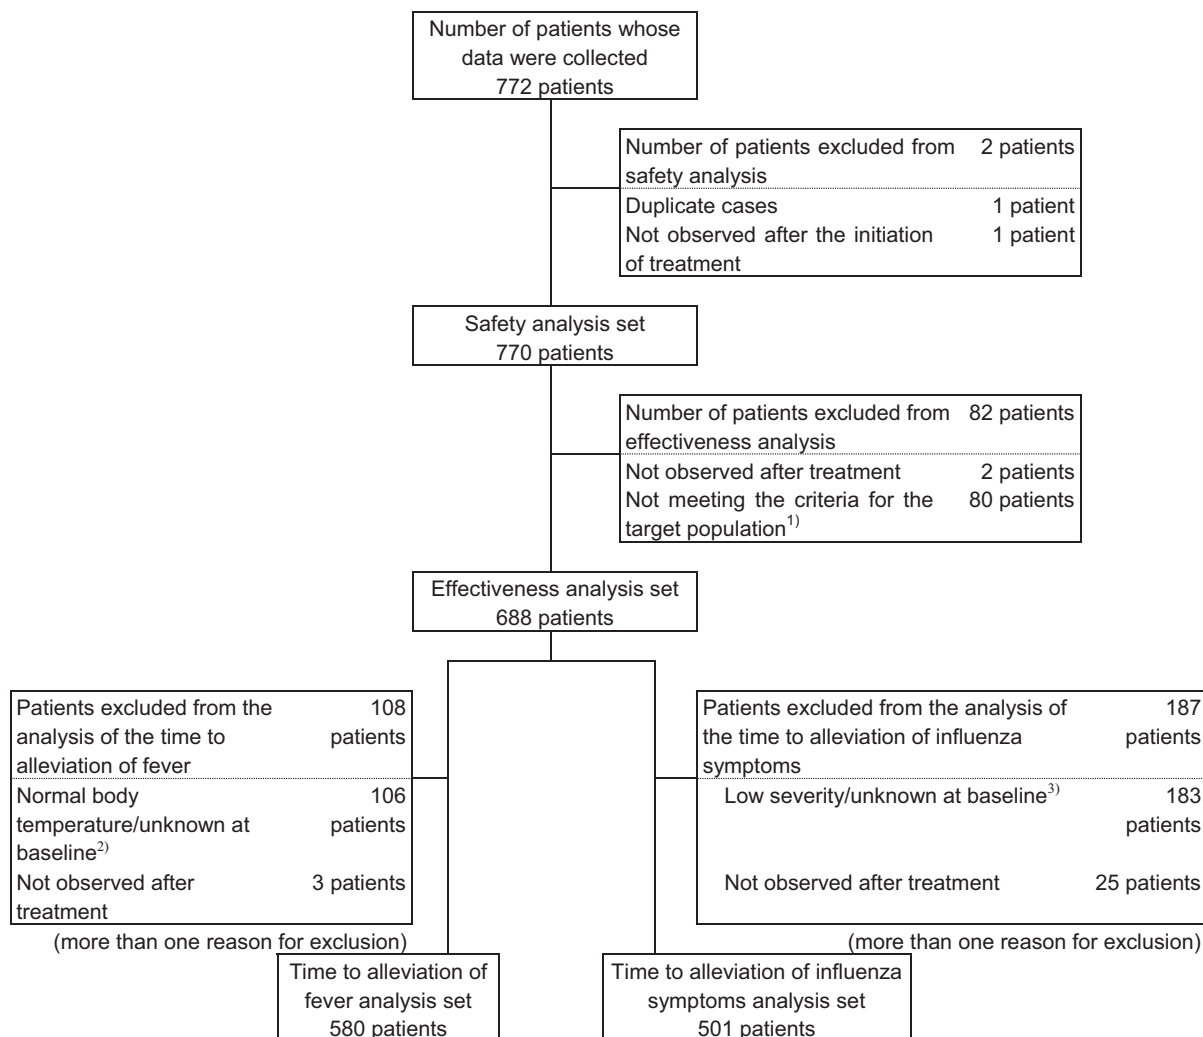 Number of patients whose
data were collected
772 patients
Number of patients excluded from 2 patients
safety analysis
Duplicate cases 1 patient
Not observed after the initiation 1 patient
of treatment
Safety analysis set
770 patients
Number of patients excluded from 82 patients
effectiveness analysis
Not observed after treatment 2 patients
Not meeting the criteria for the 80 patients
target population1)
Effectiveness analysis set
688 patients
Patients excluded from the 108
analysis of the time to patients
alleviation of fever
Normal body 106
temperature/unknown at patients
baseline2)
Not observed after 3 patients
treatment
(more than one reason for exclusion)
Patients excluded from the analysis of 187
the time to alleviation of influenza patients
symptoms
Low severity/unknown at baseline3) 183
patients
Not observed after treatment 25 patients
(more than one reason for exclusion)
Time to alleviation of
fever analysis set
580 patients
Time to alleviation of influenza
symptoms analysis set
501 patients